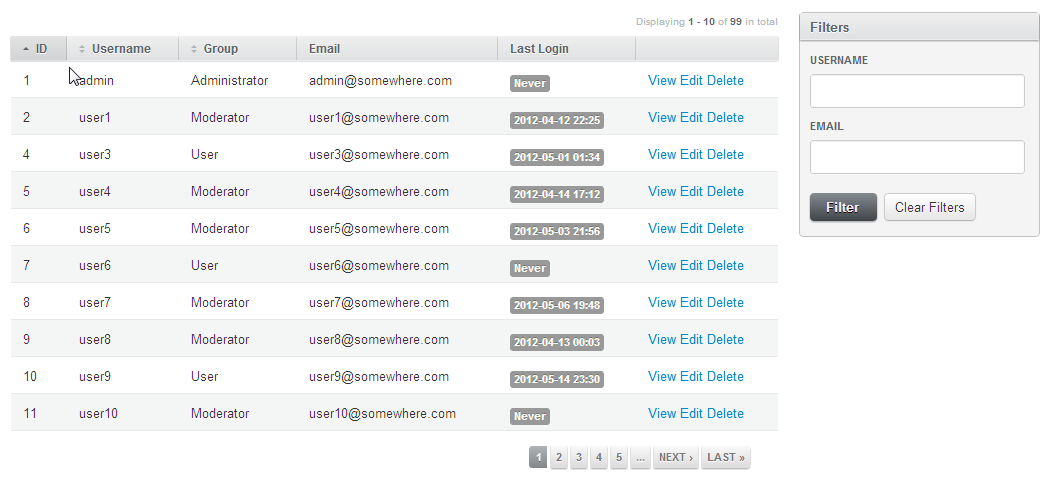 Displaying 1 - 10 of 99 in total
ID Username Group Email Last Login
1 admin Administrator admin@somewhere.com Never View Edit Delete
2 user1 Moderator user1@somewhere.com 2012-04-12 22:25 View Edit Delete
4 user3 User user3@somewhere.com 2012-05-01 01:34 View Edit Delete
5 user4 Moderator user4@somewhere.com 2012-04-14 17:12 View Edit Delete
6 user5 Moderator user5@somewhere.com 2012-05-03 21:56 View Edit Delete
7 user6 User user6@somewhere.com Never View Edit Delete
8 user7 Moderator user7@somewhere.com 2012-05-06 19:48 View Edit Delete
9 user8 Moderator user8@somewhere.com 2012-04-13 00:03 View Edit Delete
10 user9 User user9@somewhere.com 2012-05-14 23:30 View Edit Delete
11 user10 Moderator user10@somewhere.com Never View Edit Delete
1 2 3 4 5 ... NEXT › LAST »
Filters
USERNAME
EMAIL
Filter Clear Filters